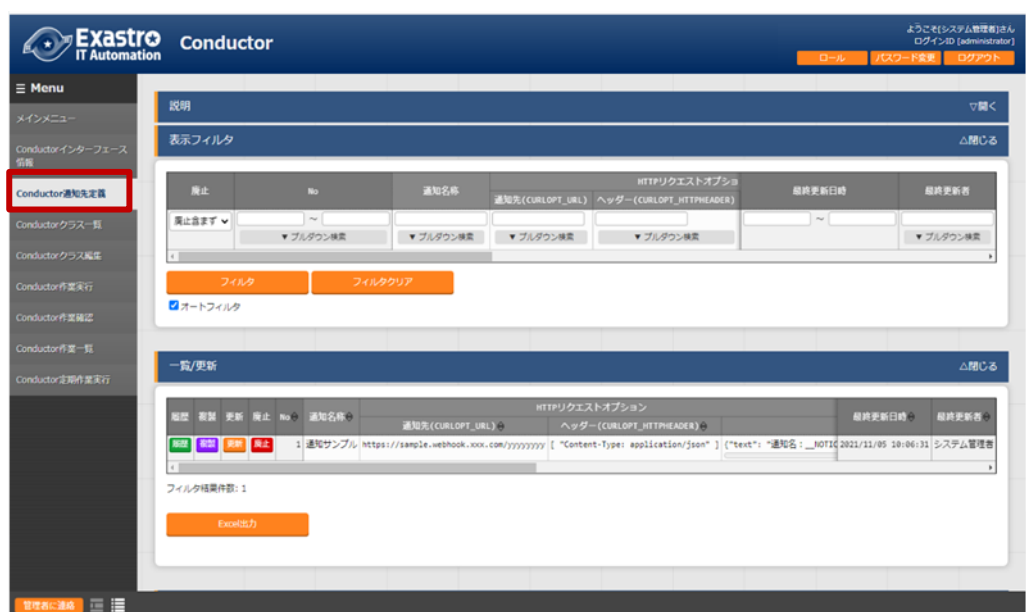 Exastro
IT Automation
Conductor
ようこそ[システム管理者]さん
ログインID [administrator]
ロール
パスワード変更
ログアウト
Menu
メインメニュー
Conductorインターフェース
情報
Conductor通知先定義
Conductorクラス一覧
Conductorクラス編集
Conductor作業実行
Conductor作業確認
Conductor作業一覧
Conductor定期作業実行
説明
▽開く
表示フィルタ
△閉じる
廃止
No
通知名称
HTTPリクエストオプショ
通知先(CURLOPT_URL)
ヘッダー(CURLOPT_HTTPHEADER)
最終更新日時
最終更新者
廃止含まず
~
~
▼ プルダウン検索
▼ プルダウン検索
▼ プルダウン検索
▼ プルダウン検索
▼ プルダウン検索
フィルタ
フィルタクリア
オートフィルタ
一覧/更新
△閉じる
履歴 複製 更新 廃止 No 通知名称
HTTPリクエストオプション
通知先(CURLOPT_URL)
ヘッダー(CURLOPT_HTTPHEADER)
最終更新日時
最終更新者
履歴 複製 更新 廃止 1 通知サンプル https://sample.webhook.xxx.com/yyyyyyyy [ "Content-Type: application/json" ] {"text": "通知名：__NOTIC 2021/11/05 10:06:31 システム管理者
フィルタ結果件数: 1
Excel出力
管理者に連絡